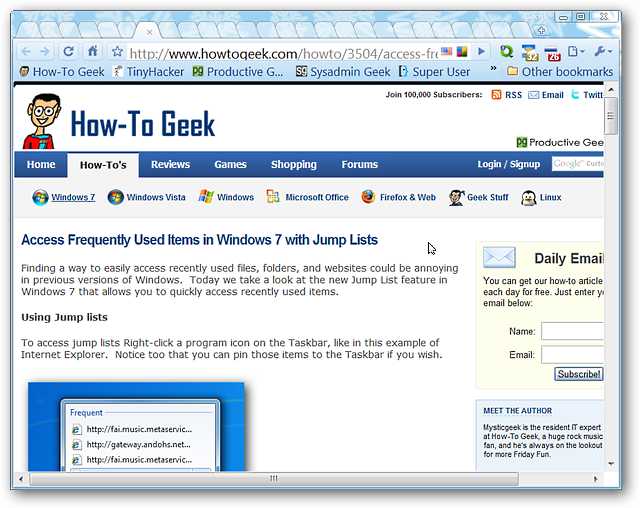 http://www.howtogeek.com/howto/3504/access-fr
32 26
How-To Geek TinyHacker Productive G... Sysadmin Geek Super User » Other bookmarks
Join 100,000 Subscribers: RSS Email Twitt
How-To Geek
Productive Gee
Home How-To's Reviews Games Shopping Forums Login / Signup Google™ Cust
Windows 7 Windows Vista Windows Microsoft Office Firefox & Web Geek Stuff Linux
Access Frequently Used Items in Windows 7 with Jump Lists
Finding a way to easily access recently used files, folders, and websites could be annoying
in previous versions of Windows. Today we take a look at the new Jump List feature in
Windows 7 that allows you to quickly access recently used items.
Using Jump lists
To access jump lists Right-click a program icon on the Taskbar, like in this example of
Internet Explorer. Notice too that you can pin those items to the Taskbar if you wish.
Frequent
http://fai.music.metaservic...
http://gateway.andohs.net...
http://fai.music.metaservic...
Daily Email
You can get our how-to article
each day for free. Just enter yo
email below:
Name:
Email:
Subscribe!
MEET THE AUTHOR
Mysticgeek is the resident IT expert
at How-To Geek, a huge rock music
fan, and he's always on the lookout
for more Friday Fun.